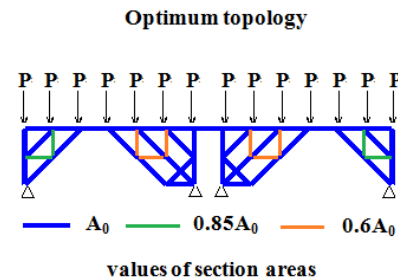 Optimum topology
P P P P P P P P P P P P P P
A₀ 0.85A₀ 0.6A₀
values of section areas